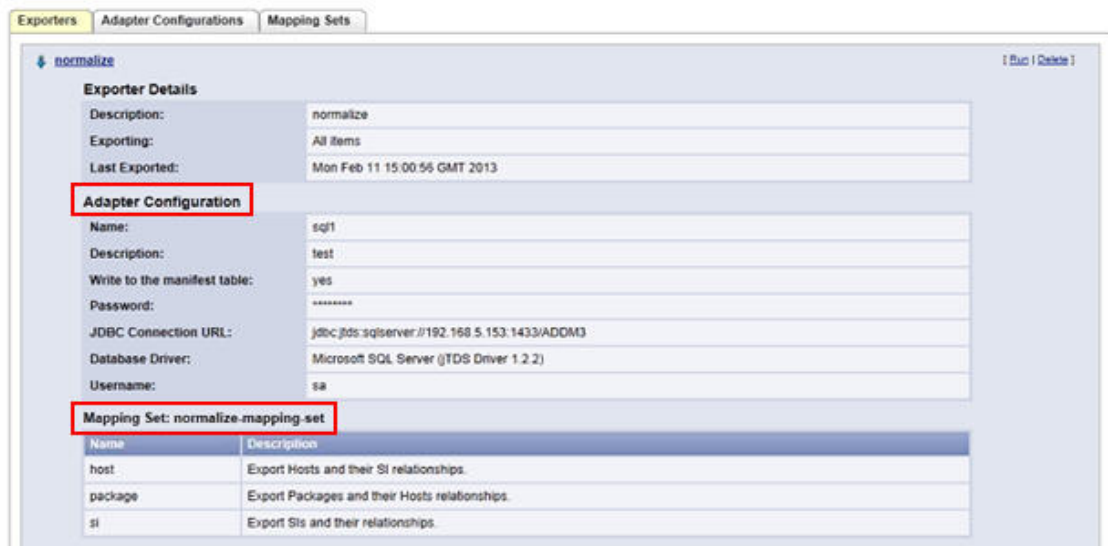 Exporters Adapter Configurations Mapping Sets
normalize [ Run | Delete ]
Exporter Details
Description: normalize
Exporting: All items
Last Exported: Mon Feb 11 15:00:56 GMT 2013
Adapter Configuration
Name: sql1
Description: test
Write to the manifest table: yes
Password: ********
JDBC Connection URL: jdbc:jtds:sqlserver://192.168.5.153:1433/ADDM3
Database Driver: Microsoft SQL Server (jTDS Driver 1.2.2)
Username: sa
Mapping Set: normalize-mapping-set
Name Description
host Export Hosts and their SI relationships.
package Export Packages and their Hosts relationships.
si Export SIs and their relationships.